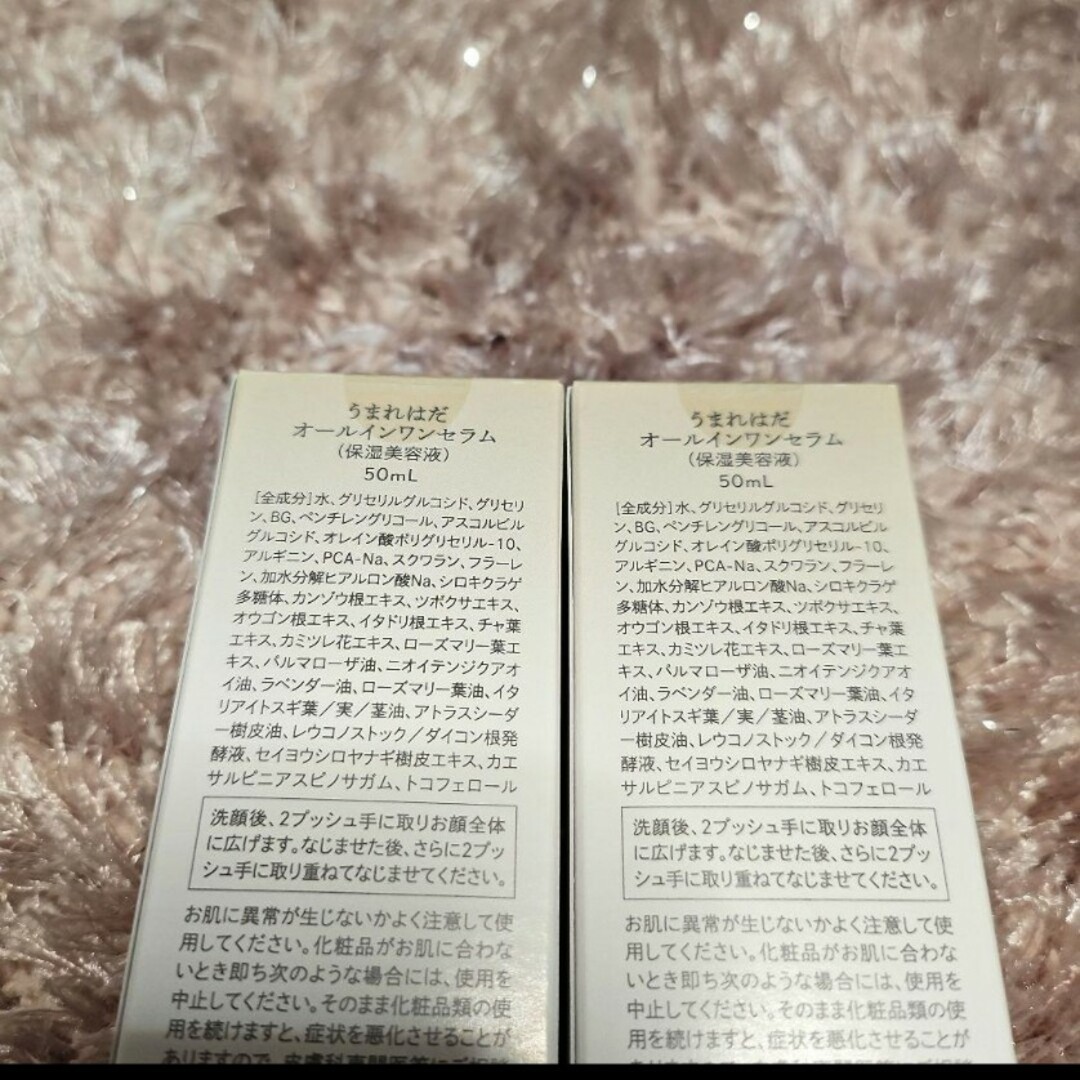 うまれはだ
オールインワンセラム
（保湿美容液）
50mL
[全成分]水、グリセリルグルコシド、グリセリ
ン、BG、ペンチレングリコール、アスコルビル
グルコシド、オレイン酸ポリグリセリル-10、
アルギニン、PCA-Na、スクワラン、フラーレ
ン、加水分解ヒアルロン酸Na、シロキクラゲ
多糖体、カンゾウ根エキス、ツボクサエキス、
オウゴン根エキス、イタドリ根エキス、チャ葉
エキス、カミツレ花エキス、ローズマリー葉エ
キス、パルマローザ油、ニオイテンジクアオ
イ油、ラベンダー油、ローズマリー葉油、イタ
リアイトスギ葉／実／茎油、アトラスシーダ
ー樹皮油、レウコノストック／ダイコン根発
酵液、セイヨウシロヤナギ樹皮エキス、カエ
サルピニアスピノサガム、トコフェロール
洗顔後、2プッシュ手に取りお顔全体
に広げます。なじませた後、さらに2プッ
シュ手に取り重ねてなじませてください。
お肌に異常が生じないかよく注意して使
用してください。化粧品がお肌に合わな
いとき即ち次のような場合には、使用を
中止してください。そのまま化粧品類の使
用を続けますと、症状を悪化させることが
ありますので、皮膚科専門医等にご相談
うまれはだ
オールインワンセラム
（保湿美容液）
50mL
[全成分]水、グリセリルグルコシド、グリセリ
ン、BG、ペンチレングリコール、アスコルビル
グルコシド、オレイン酸ポリグリセリル-10、
アルギニン、PCA-Na、スクワラン、フラーレ
ン、加水分解ヒアルロン酸Na、シロキクラゲ
多糖体、カンゾウ根エキス、ツボクサエキス、
オウゴン根エキス、イタドリ根エキス、チャ葉
エキス、カミツレ花エキス、ローズマリー葉エ
キス、パルマローザ油、ニオイテンジクアオ
イ油、ラベンダー油、ローズマリー葉油、イタ
リアイトスギ葉／実／茎油、アトラスシーダ
ー樹皮油、レウコノストック／ダイコン根発
酵液、セイヨウシロヤナギ樹皮エキス、カエ
サルピニアスピノサガム、トコフェロール
洗顔後、2プッシュ手に取りお顔全体
に広げます。なじませた後、さらに2プッ
シュ手に取り重ねてなじませてください。
お肌に異常が生じないかよく注意して使
用してください。化粧品がお肌に合わな
いとき即ち次のような場合には、使用を
中止してください。そのまま化粧品類の使
用を続けますと、症状を悪化させることが